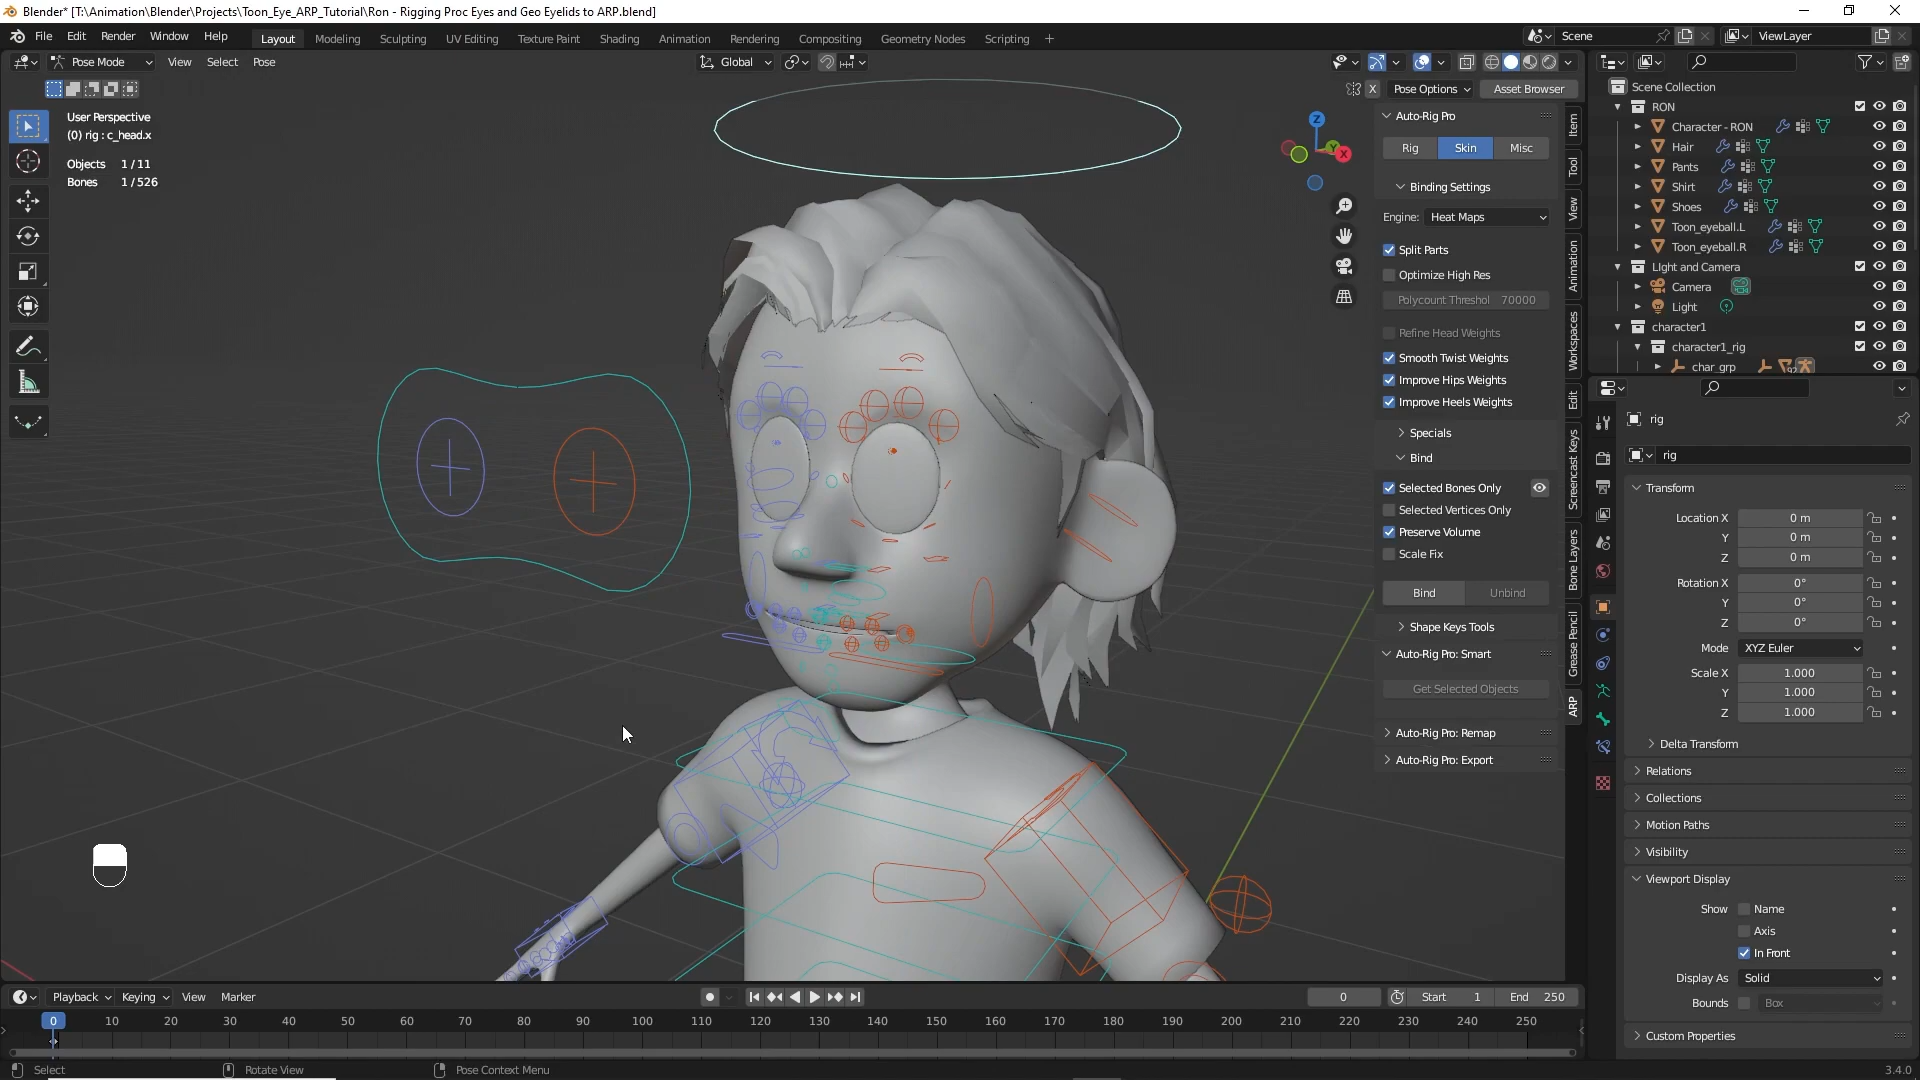 Blender* [T:\Animation\Blender\Projects\Toon_Eye_ARP_Tutorial\Ron - Rigging Proc Eyes and Geo Eyelids to ARP.blend]
File Edit Render Window Help Layout Modeling Sculpting UV Editing Texture Paint Shading Animation Rendering Compositing Geometry Nodes Scripting + Scene ViewLayer
Pose Mode View Select Pose Global
X Pose Options Asset Browser
User Perspective
(0) rig : c_head.x
Objects 1/11
Bones 1/526
Z
Y
X
Auto-Rig Pro
Rig Skin Misc
Binding Settings
Engine: Heat Maps
Split Parts
Optimize High Res
Polycount Threshol 70000
Refine Head Weights
Smooth Twist Weights
Improve Hips Weights
Improve Heels Weights
Specials
Bind
Selected Bones Only
Selected Vertices Only
Preserve Volume
Scale Fix
Bind Unbind
Shape Keys Tools
Auto-Rig Pro: Smart
Get Selected Objects
Auto-Rig Pro: Remap
Auto-Rig Pro: Export
Item
Tool
View
Animation
Workspaces
Edit
Screencast Keys
Bone Layers
Grease Pencil
ARP
Scene Collection
RON
Character - RON
Hair
Pants
Shirt
Shoes
Toon_eyeball.L
Toon_eyeball.R
LIght and Camera
Camera
Light
character1
character1_rig
char_grp
rig
rig
Transform
Location X 0 m
Y 0 m
Z 0 m
Rotation X 0°
Y 0°
Z 0°
Mode XYZ Euler
Scale X 1.000
Y 1.000
Z 1.000
Delta Transform
Relations
Collections
Motion Paths
Visibility
Viewport Display
Show Name
Axis
In Front
Display As Solid
Bounds Box
Custom Properties
Playback Keying View Marker 0 Start 1 End 250
0 10 20 30 40 50 60 70 80 90 100 110 120 130 140 150 160 170 180 190 200 210 220 230 240 250
Select Rotate View Pose Context Menu 3.4.0